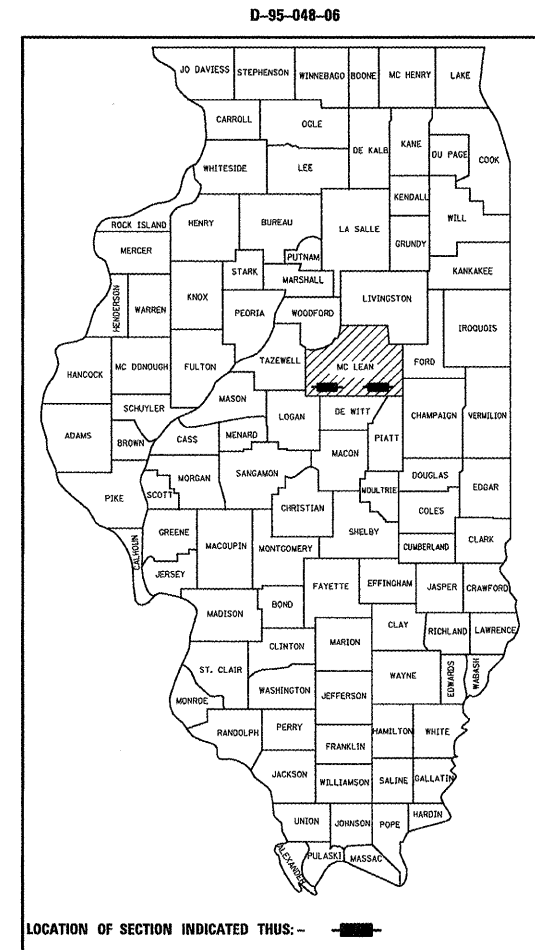 D-95-048-06
JO DAVIESS STEPHENSON WINNEBAGO BOONE MC HENRY LAKE
CARROLL OGLE DE KALB KANE DU PAGE COOK
WHITESIDE LEE
KENDALL WILL
ROCK ISLAND HENRY BUREAU LA SALLE GRUNDY
MERCER PUTNAM KANKAKEE
STARK MARSHALL LIVINGSTON
HENDERSON WARREN KNOX PEORIA WOODFORD IROQUOIS
HANCOCK MC DONOUGH FULTON TAZEWELL MC LEAN FORD
MASON
SCHUYLER LOGAN DE WITT CHAMPAIGN VERMILION
ADAMS BROWN CASS MENARD MACON PIATT
PIKE SCOTT MORGAN SANGAMON MOULTRIE DOUGLAS EDGAR
CHRISTIAN COLES
CALHOUN GREENE MACOUPIN MONTGOMERY SHELBY CUMBERLAND CLARK
JERSEY FAYETTE EFFINGHAM JASPER CRAWFORD
MADISON BOND CLAY RICHLAND LAWRENCE
ST. CLAIR CLINTON MARION WAYNE EDWARDS WABASH
MONROE WASHINGTON JEFFERSON
RANDOLPH PERRY FRANKLIN HAMILTON WHITE
JACKSON WILLIAMSON SALINE GALLATIN
UNION JOHNSON POPE HARDIN
ALEXANDER PULASKI MASSAC
LOCATION OF SECTION INDICATED THUS: -